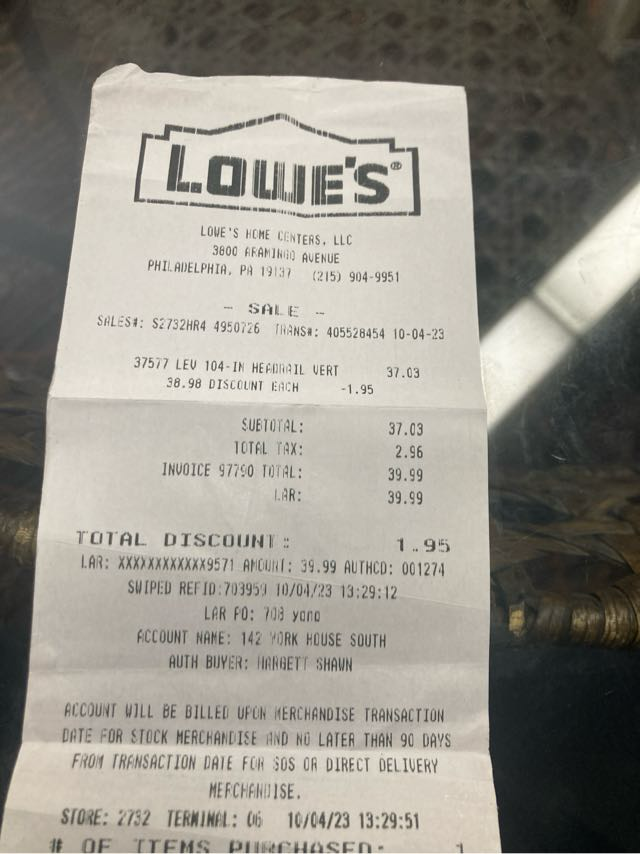 LOWE'S®
LOWE'S HOME CENTERS, LLC
3800 ARAMINGO AVENUE
PHILADELPHIA, PA 19137 (215) 904-9951
- SALE -
SALES#: S2732HR4 4950726 TRANS#: 405528454 10-04-23
37577 LEV 104-IN HEADRAIL VERT 37.03
38.98 DISCOUNT EACH -1.95
SUBTOTAL: 37.03
TOTAL TAX: 2.96
INVOICE 97790 TOTAL: 39.99
LAR: 39.99
TOTAL DISCOUNT: 1.95
LAR: XXXXXXXXXXXX9571 AMOUNT: 39.99 AUTHCD: 001274
SWIPED REFID:703959 10/04/23 13:29:12
LAR PO: 708 yano
ACCOUNT NAME: 142 YORK HOUSE SOUTH
AUTH BUYER: HARGETT SHAWN
ACCOUNT WILL BE BILLED UPON MERCHANDISE TRANSACTION
DATE FOR STOCK MERCHANDISE AND NO LATER THAN 90 DAYS
FROM TRANSACTION DATE FOR SOS OR DIRECT DELIVERY
MERCHANDISE.
STORE: 2732 TERMINAL: 06 10/04/23 13:29:51
# OF ITEMS PURCHASED: 1